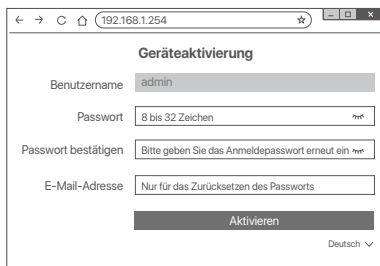 192.168.1.254
Geräteaktivierung
Benutzername admin
Passwort 8 bis 32 Zeichen
Passwort bestätigen Bitte geben Sie das Anmeldepasswort erneut ein
E-Mail-Adresse Nur für das Zurücksetzen des Passworts
Aktivieren
Deutsch